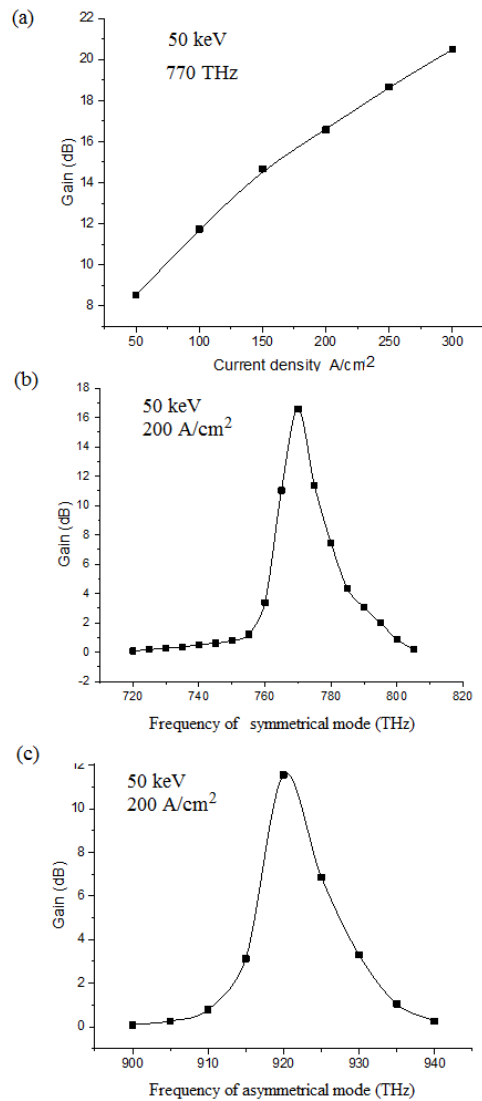 (a)
50 keV
770 THz
22
20
18
16
14
12
10
8
Gain (dB)
50 100 150 200 250 300
Current density A/cm2
(b)
50 keV
200 A/cm2
18
16
14
12
10
8
6
4
2
0
-2
Gain (dB)
720 740 760 780 800 820
Frequency of symmetrical mode (THz)
(c)
50 keV
200 A/cm2
12
10
8
6
4
2
0
Gain (dB)
900 910 920 930 940
Frequency of asymmetrical mode (THz)